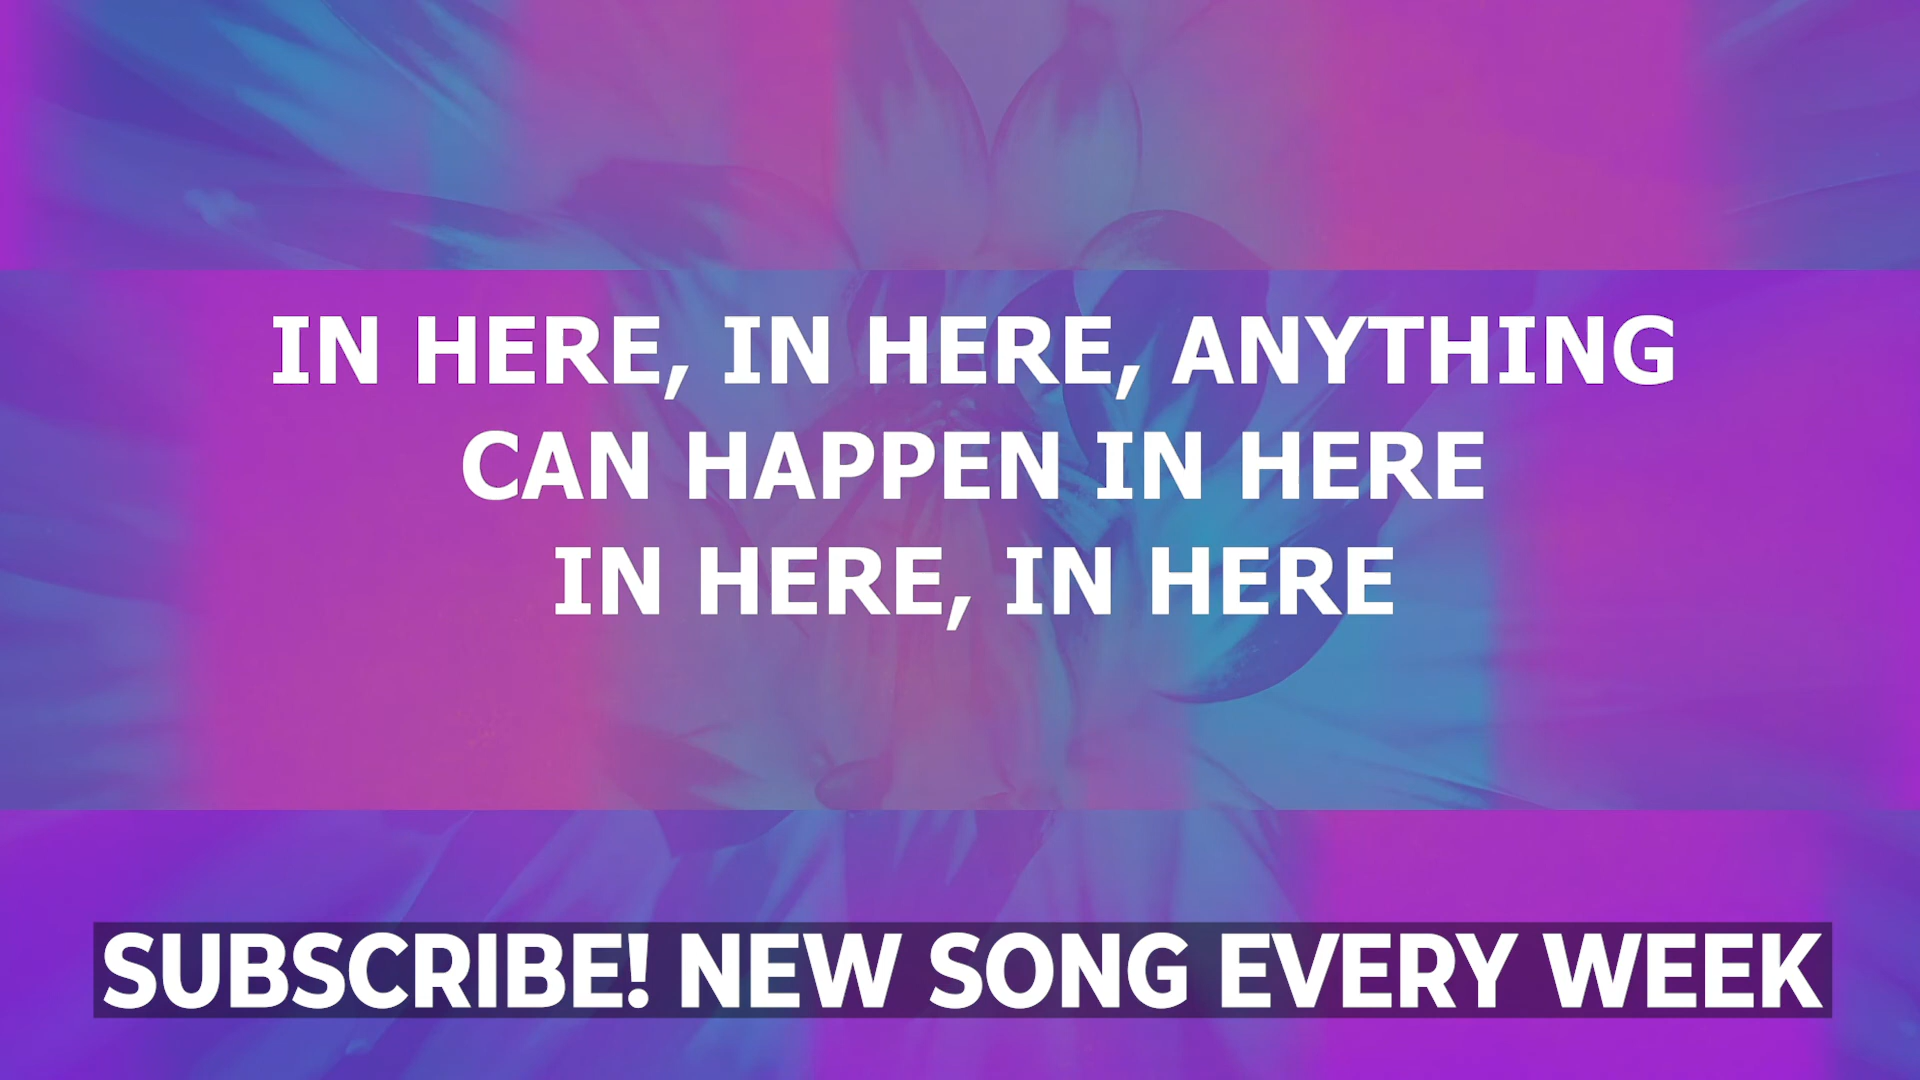 IN HERE, IN HERE, ANYTHING
CAN HAPPEN IN HERE
IN HERE, IN HERE
SUBSCRIBE! NEW SONG EVERY WEEK